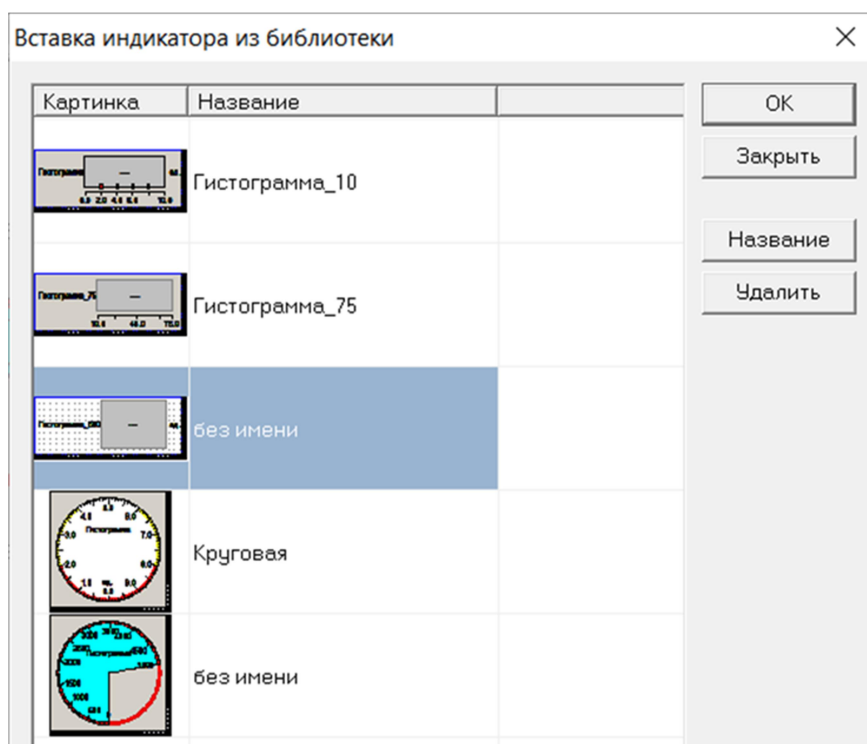 Вставка индикатора из библиотеки
Картинка Название
OK
Закрыть
Название
Удалить
Гистограмма_10
Гистограмма_75
без имени
Круговая
без имени